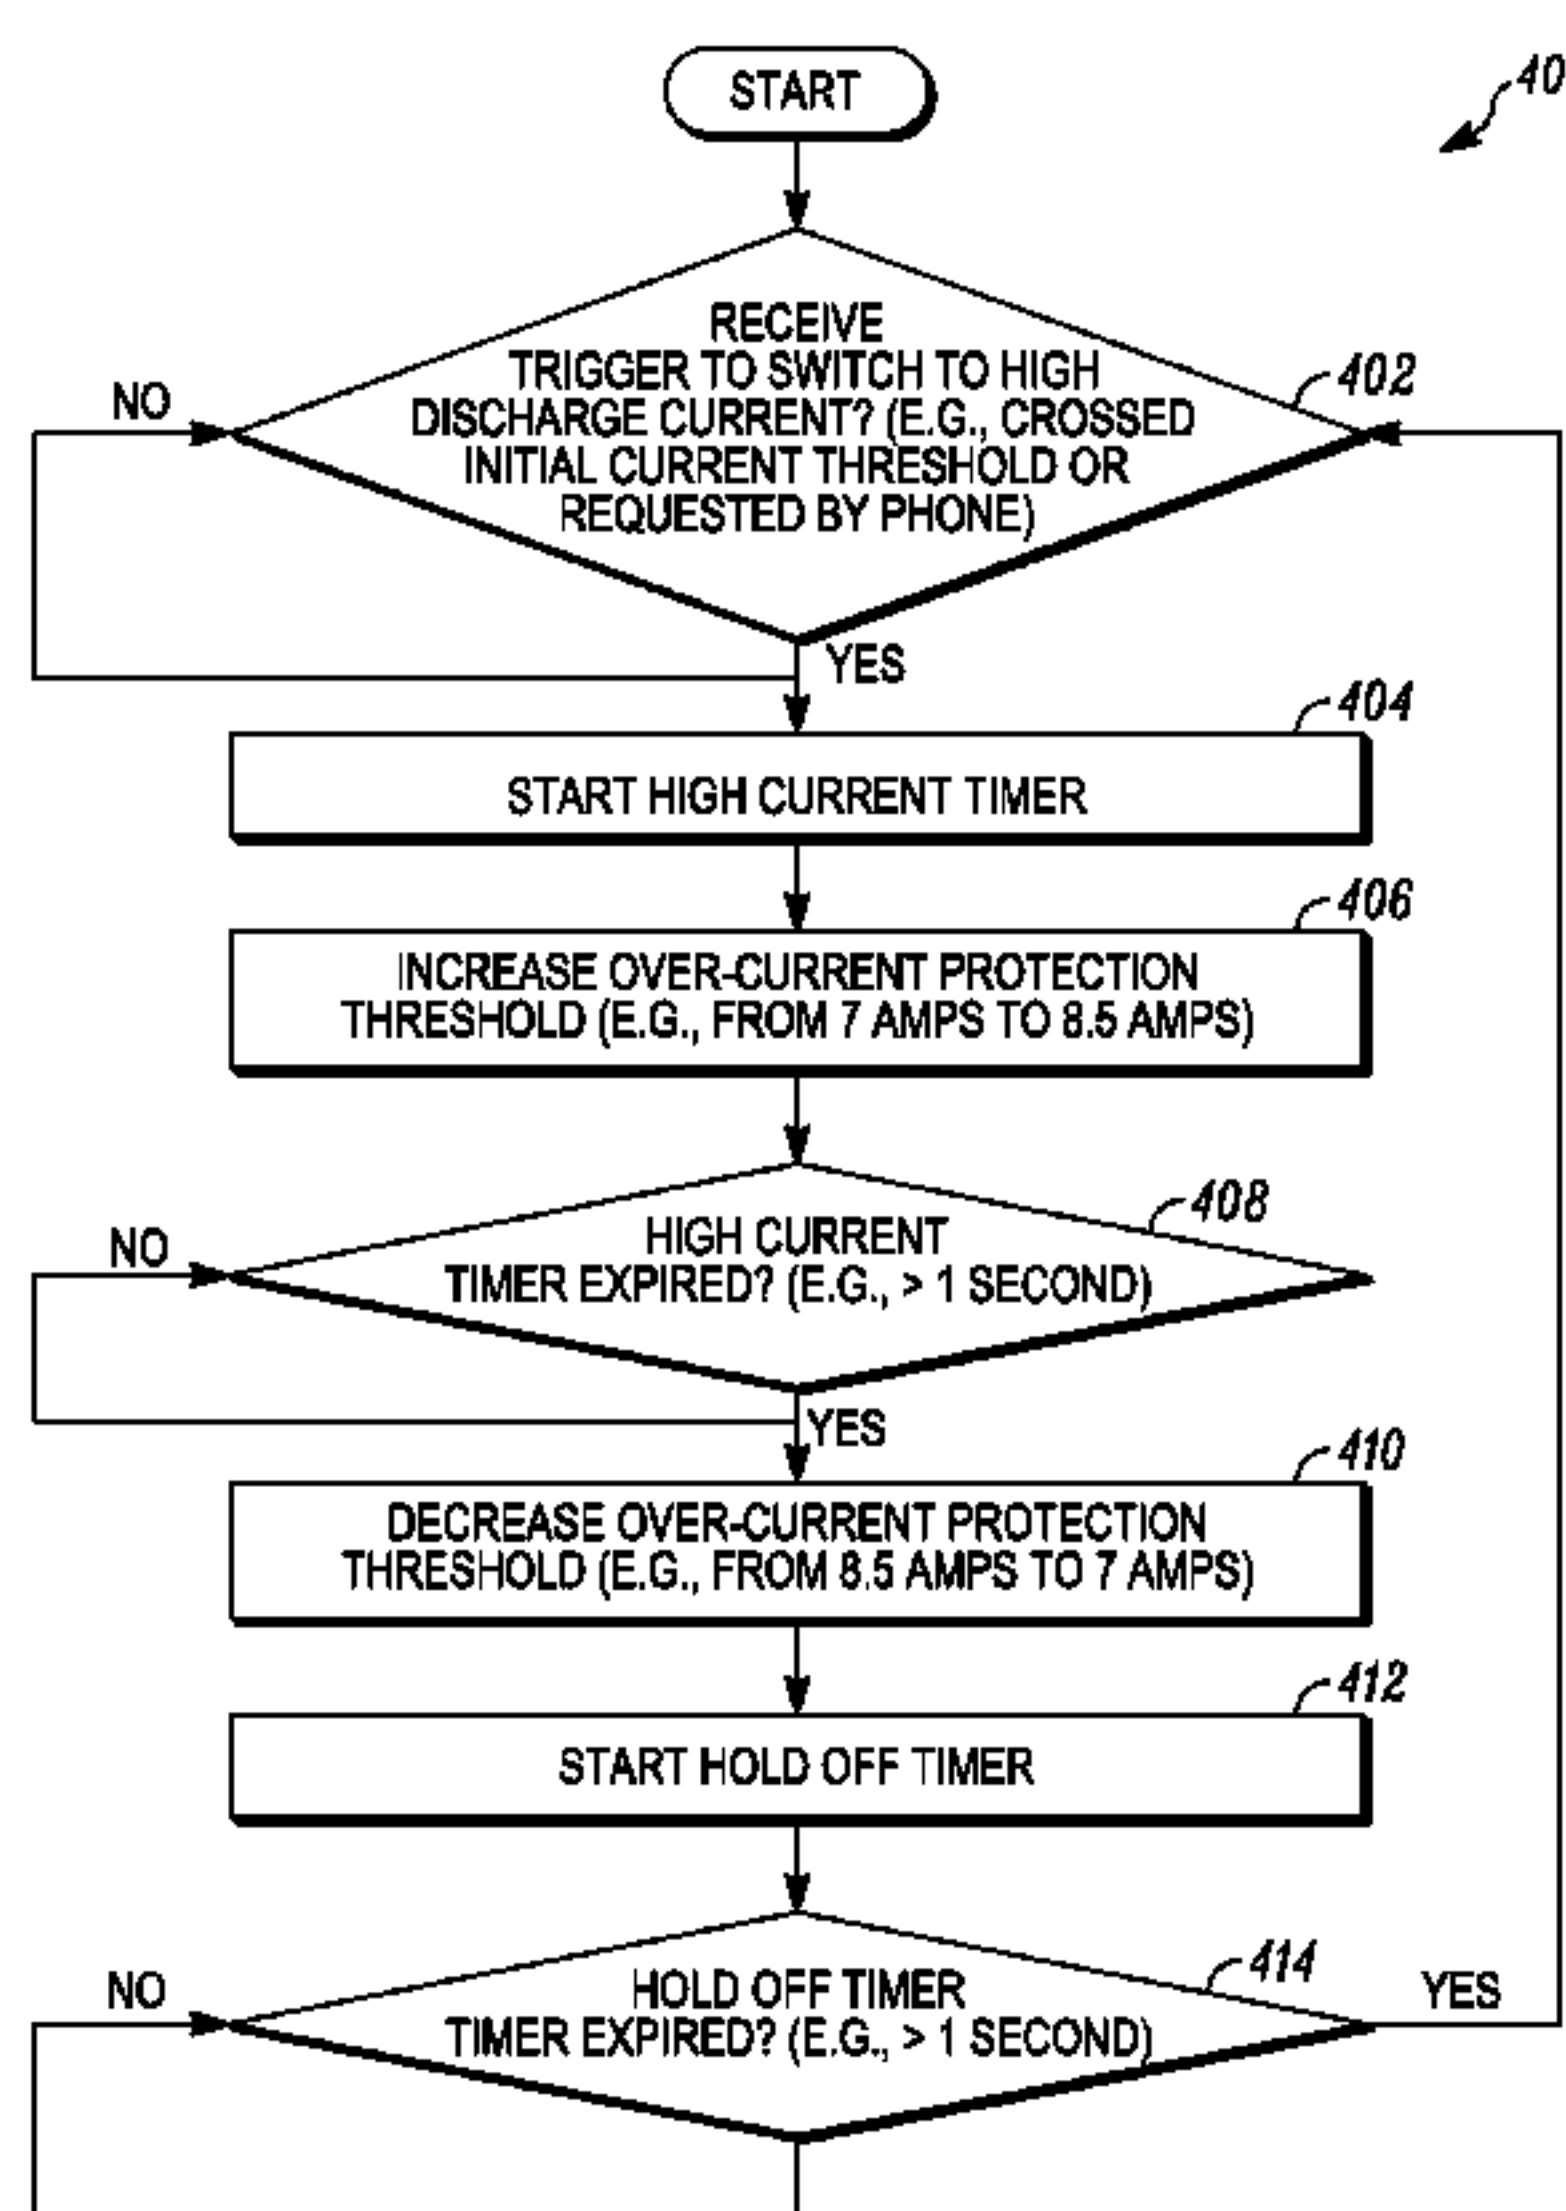 START
40
RECEIVE
TRIGGER TO SWITCH TO HIGH
DISCHARGE CURRENT? (E.G., CROSSED
INITIAL CURRENT THRESHOLD OR
REQUESTED BY PHONE)
402
NO
YES
404
START HIGH CURRENT TIMER
406
INCREASE OVER-CURRENT PROTECTION
THRESHOLD (E.G., FROM 7 AMPS TO 8.5 AMPS)
408
NO
HIGH CURRENT
TIMER EXPIRED? (E.G., > 1 SECOND)
YES
410
DECREASE OVER-CURRENT PROTECTION
THRESHOLD (E.G., FROM 8.5 AMPS TO 7 AMPS)
412
START HOLD OFF TIMER
414
NO
HOLD OFF TIMER
TIMER EXPIRED? (E.G., > 1 SECOND)
YES